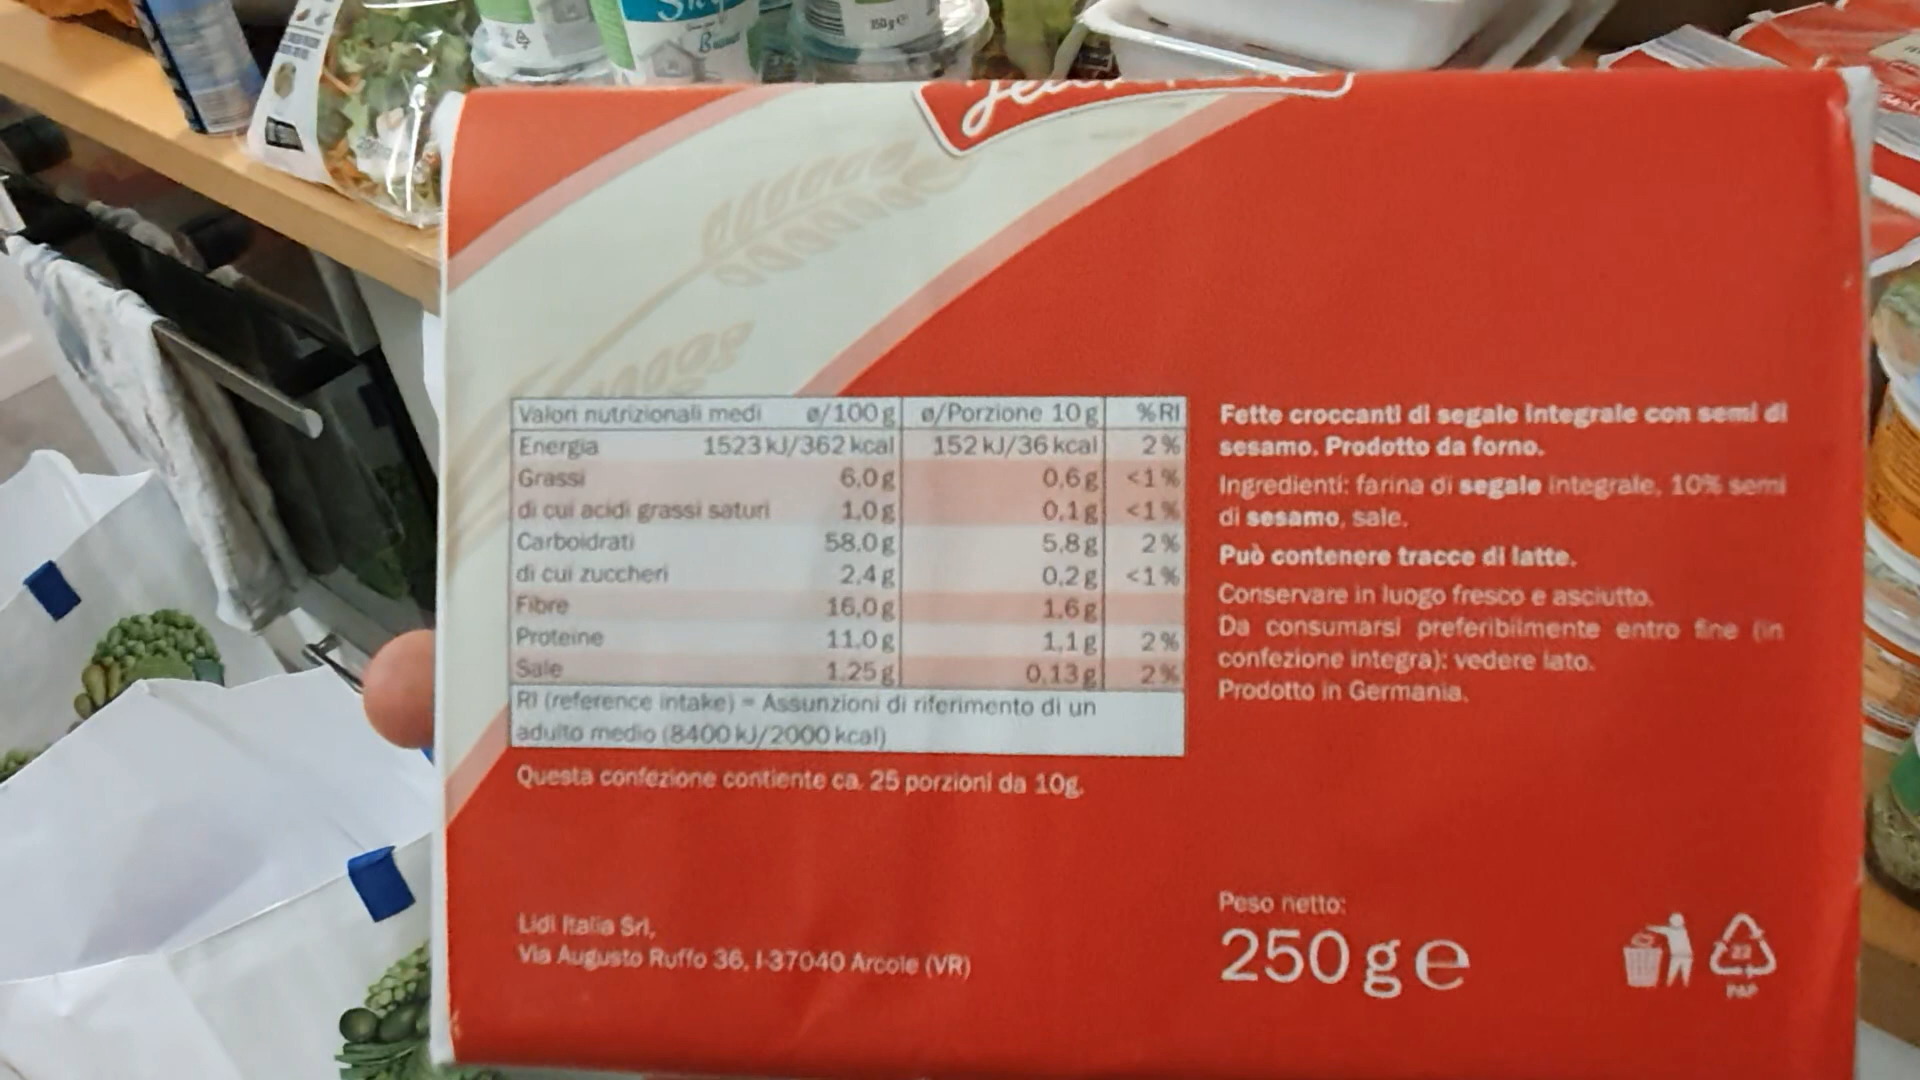 350 g e
Valori nutrizionali medi ø/100 g ø/Porzione 10 g %RI
Energia 1523 kJ/362 kcal 152 kJ/36 kcal 2%
Grassi 6,0 g 0,6 g <1%
di cui acidi grassi saturi 1,0 g 0,1 g <1%
Carboidrati 58,0 g 5,8 g 2%
di cui zuccheri 2,4 g 0,2 g <1%
Fibre 16,0 g 1,6 g
Proteine 11,0 g 1,1 g 2%
Sale 1,25 g 0,13 g 2%
RI (reference intake) = Assunzioni di riferimento di un
adulto medio (8400 kJ/2000 kcal)
Questa confezione contiente ca. 25 porzioni da 10g.
Lidl Italia Srl,
Via Augusto Ruffo 36, I-37040 Arcole (VR)
Fette croccanti di segale integrale con semi di
sesamo. Prodotto da forno.
Ingredienti: farina di segale integrale, 10% semi
di sesamo, sale.
Può contenere tracce di latte.
Conservare in luogo fresco e asciutto.
Da consumarsi preferibilmente entro fine (in
confezione integra): vedere lato.
Prodotto in Germania.
Peso netto:
250 g e
22
PAP